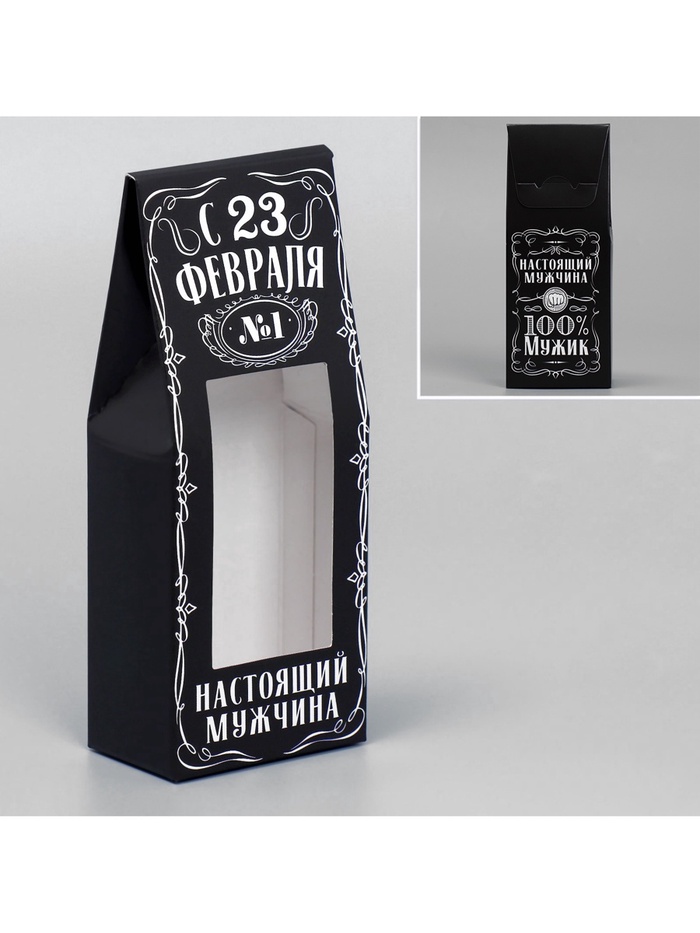 С 23
ФЕВРАЛЯ
№1
НАСТОЯЩИЙ
МУЖЧИНА
НАСТОЯЩИЙ
МУЖЧИНА
100%
МУЖИК